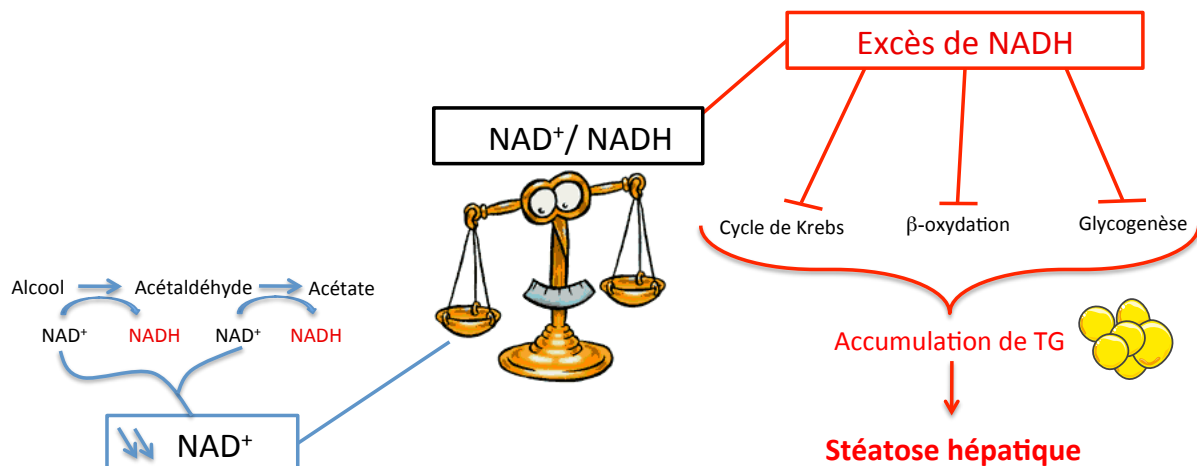 Excès de NADH
NAD⁺/ NADH
Cycle de Krebs
β-oxydation
Glycogenèse
Alcool
Acétaldéhyde
Acétate
NAD⁺
NADH
NAD⁺
NADH
Accumulation de TG
NAD⁺
Stéatose hépatique